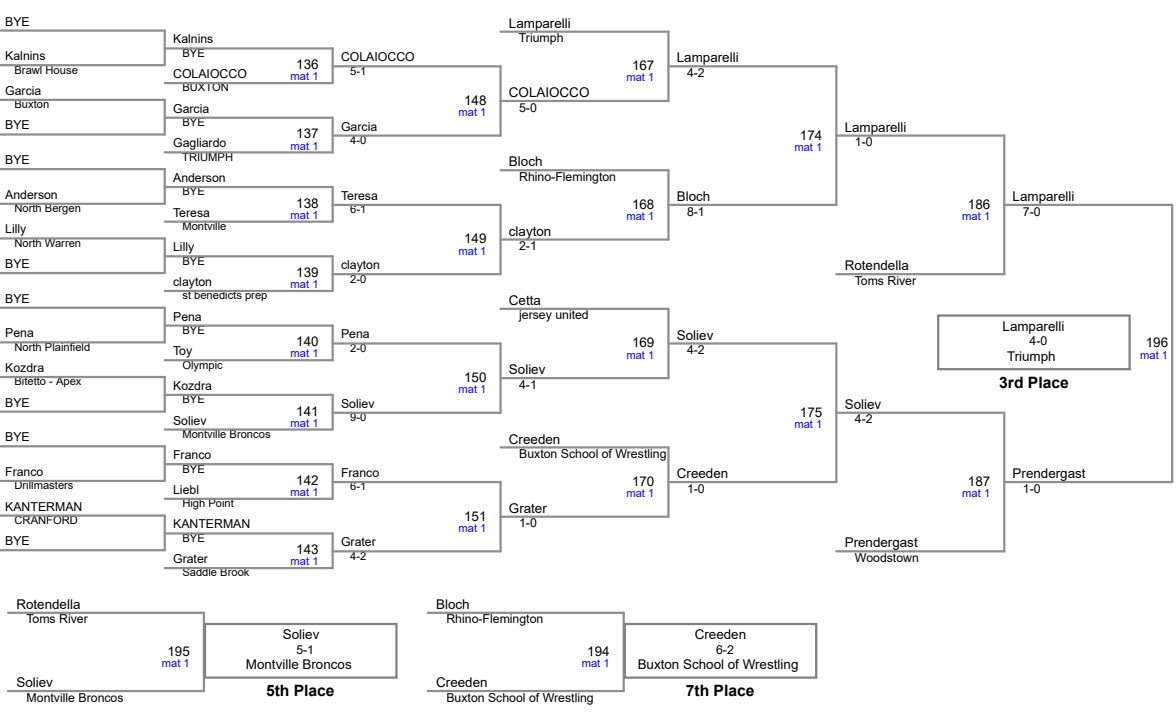 BYE
Kalnins
Brawl House
Garcia
Buxton
BYE
BYE
Anderson
North Bergen
Lilly
North Warren
BYE
BYE
Pena
North Plainfield
Kozdra
Bitetto - Apex
BYE
BYE
Franco
Drillmasters
KANTERMAN
CRANFORD
BYE
Kalnins
BYE
136
mat 1
COLAIOCCO
BUXTON
Garcia
BYE
137
mat 1
Gagliardo
TRIUMPH
Anderson
BYE
138
mat 1
Teresa
Montville
Lilly
BYE
139
mat 1
clayton
st benedicts prep
Pena
BYE
140
mat 1
Toy
Olympic
Kozdra
BYE
141
mat 1
Soliev
Montville Broncos
Franco
BYE
142
mat 1
Liebl
High Point
KANTERMAN
BYE
143
mat 1
Grater
Saddle Brook
COLAIOCCO
5-1
148
mat 1
Garcia
4-0
Teresa
6-1
149
mat 1
clayton
2-0
Pena
2-0
150
mat 1
Soliev
9-0
Franco
6-1
151
mat 1
Grater
4-2
Lamparelli
Triumph
167
mat 1
COLAIOCCO
5-0
Bloch
Rhino-Flemington
168
mat 1
clayton
2-1
Cetta
jersey united
169
mat 1
Soliev
4-1
Creeden
Buxton School of Wrestling
170
mat 1
Grater
1-0
Lamparelli
4-2
174
mat 1
Bloch
8-1
Soliev
4-2
175
mat 1
Creeden
1-0
Lamparelli
1-0
186
mat 1
Rotendella
Toms River
Soliev
4-2
187
mat 1
Prendergast
Woodstown
Lamparelli
7-0
196
mat 1
Prendergast
1-0
Lamparelli
4-0
Triumph
3rd Place
Rotendella
Toms River
195
mat 1
Soliev
Montville Broncos
Soliev
5-1
Montville Broncos
5th Place
Bloch
Rhino-Flemington
194
mat 1
Creeden
Buxton School of Wrestling
Creeden
6-2
Buxton School of Wrestling
7th Place